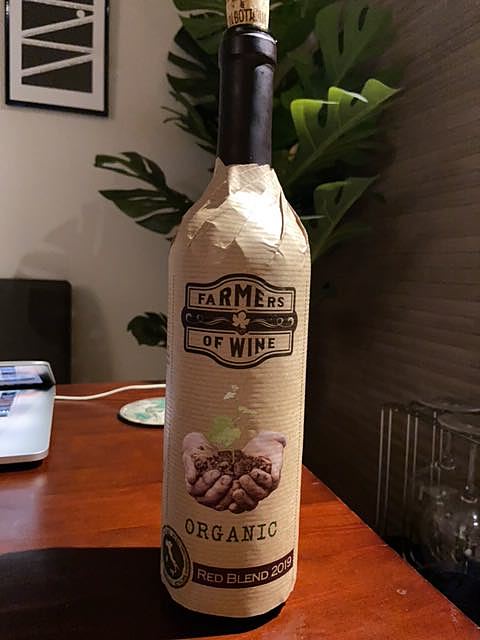 FARMERS
OF WINE
ORGANIC
RED BLEND 2019